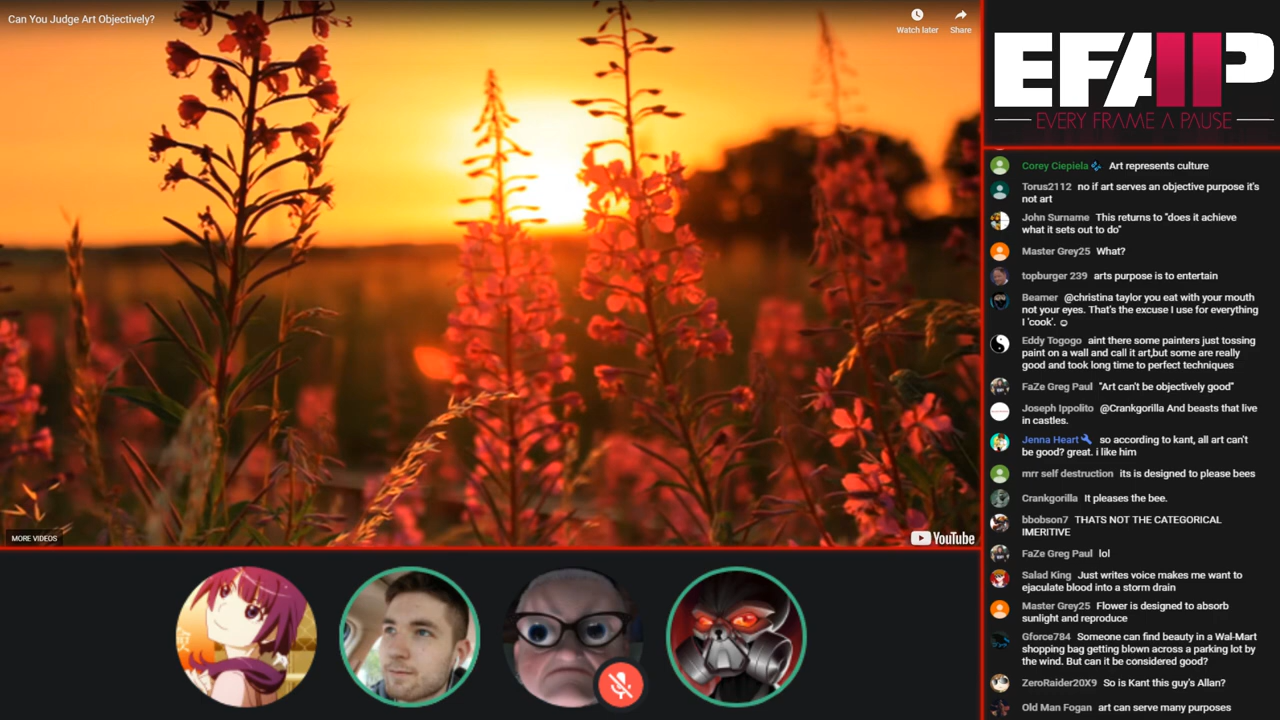 Can You Judge Art Objectively?
Watch later
Share
MORE VIDEOS
YouTube
EFAP
EVERY FRAME A PAUSE
Corey Ciepiela Art represents culture
Torus2112 no if art serves an objective purpose it's
not art
John Surname This returns to "does it achieve
what it sets out to do"
Master Grey25 What?
topburger 239 arts purpose is to entertain
Beamer @christina taylor you eat with your mouth
not your eyes. That's the excuse I use for everything
I 'cook'. ☺
Eddy Togogo aint there some painters just tossing
paint on a wall and call it art,but some are really
good and took long time to perfect techniques
FaZe Greg Paul "Art can't be objectively good"
Joseph Ippolito @Crankgorilla And beasts that live
in castles.
Jenna Heart so according to kant, all art can't
be good? great. i like him
mrr self destruction its is designed to please bees
Crankgorilla It pleases the bee.
bbobson7 THATS NOT THE CATEGORICAL
IMERITIVE
FaZe Greg Paul lol
Salad King Just writes voice makes me want to
ejaculate blood into a storm drain
Master Grey25 Flower is designed to absorb
sunlight and reproduce
Gforce784 Someone can find beauty in a Wal-Mart
shopping bag getting blown across a parking lot by
the wind. But can it be considered good?
ZeroRaider20X9 So is Kant this guy's Allan?
Old Man Fogan art can serve many purposes